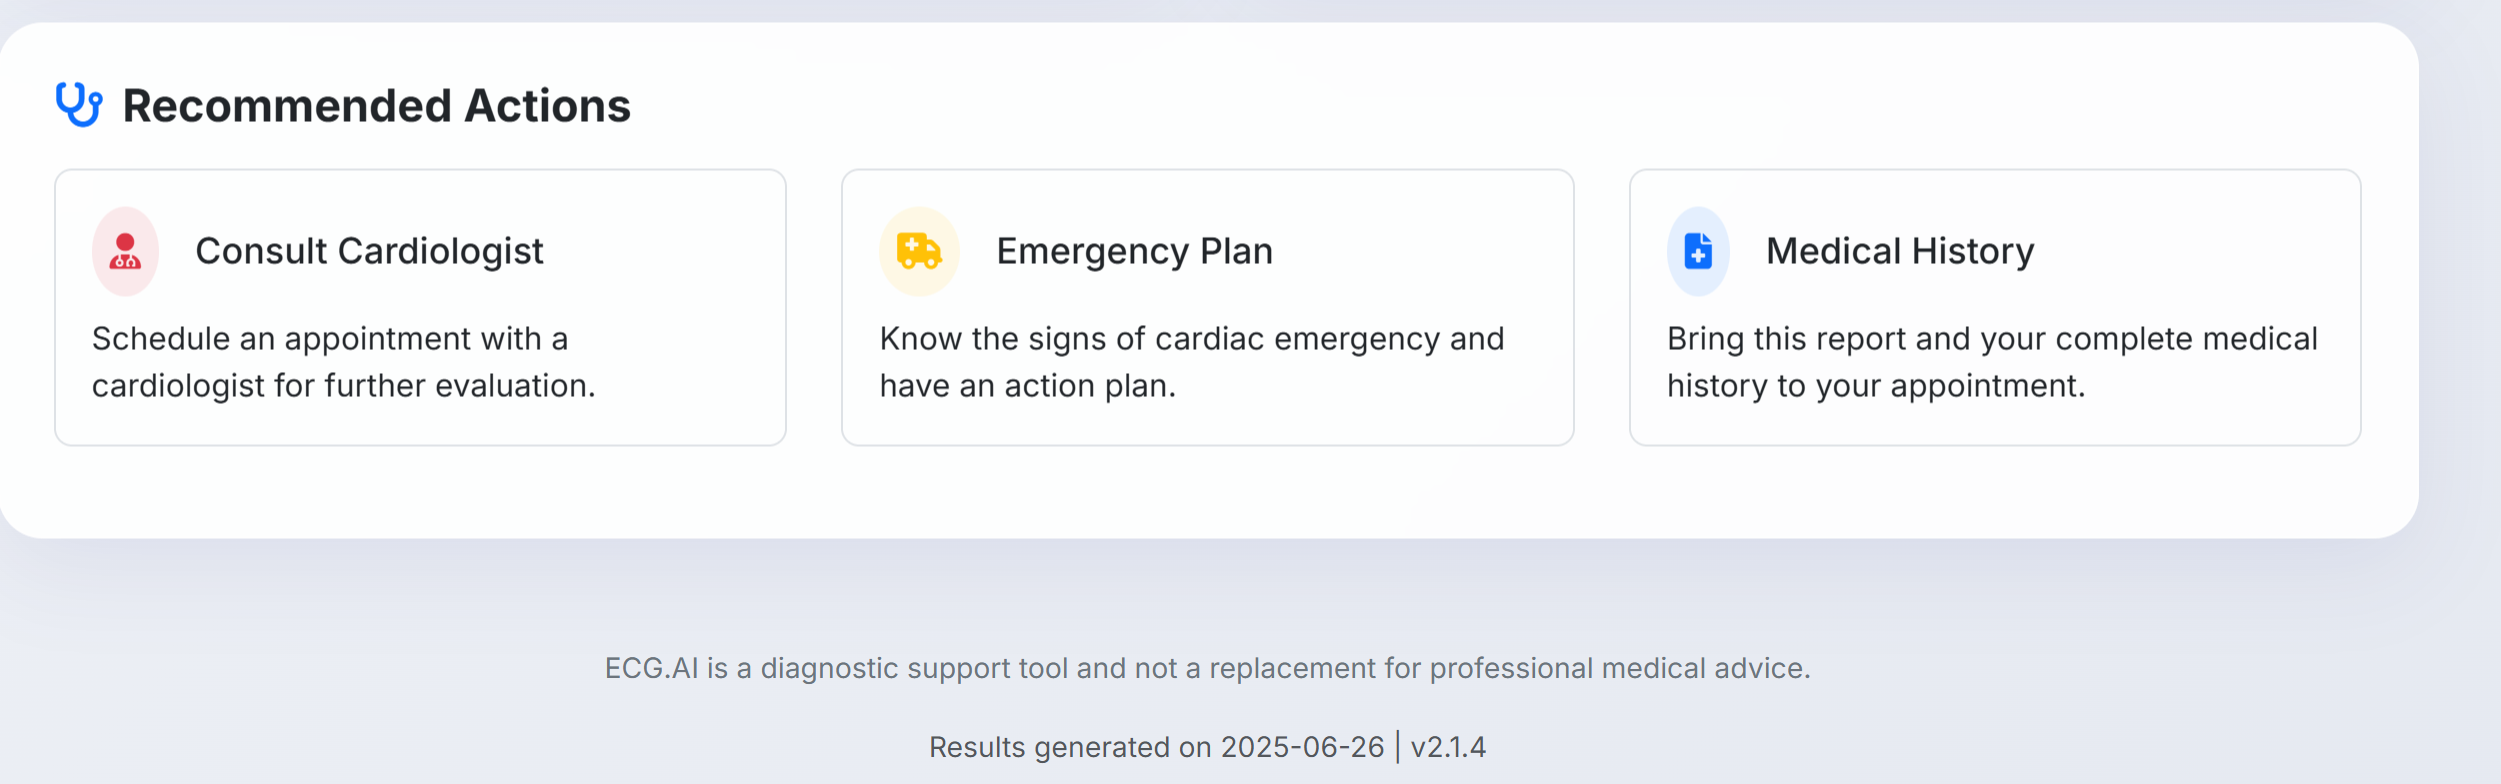 Recommended Actions
Consult Cardiologist
Schedule an appointment with a
cardiologist for further evaluation.
Emergency Plan
Know the signs of cardiac emergency and
have an action plan.
Medical History
Bring this report and your complete medical
history to your appointment.
ECG.AI is a diagnostic support tool and not a replacement for professional medical advice.
Results generated on 2025-06-26 | v2.1.4